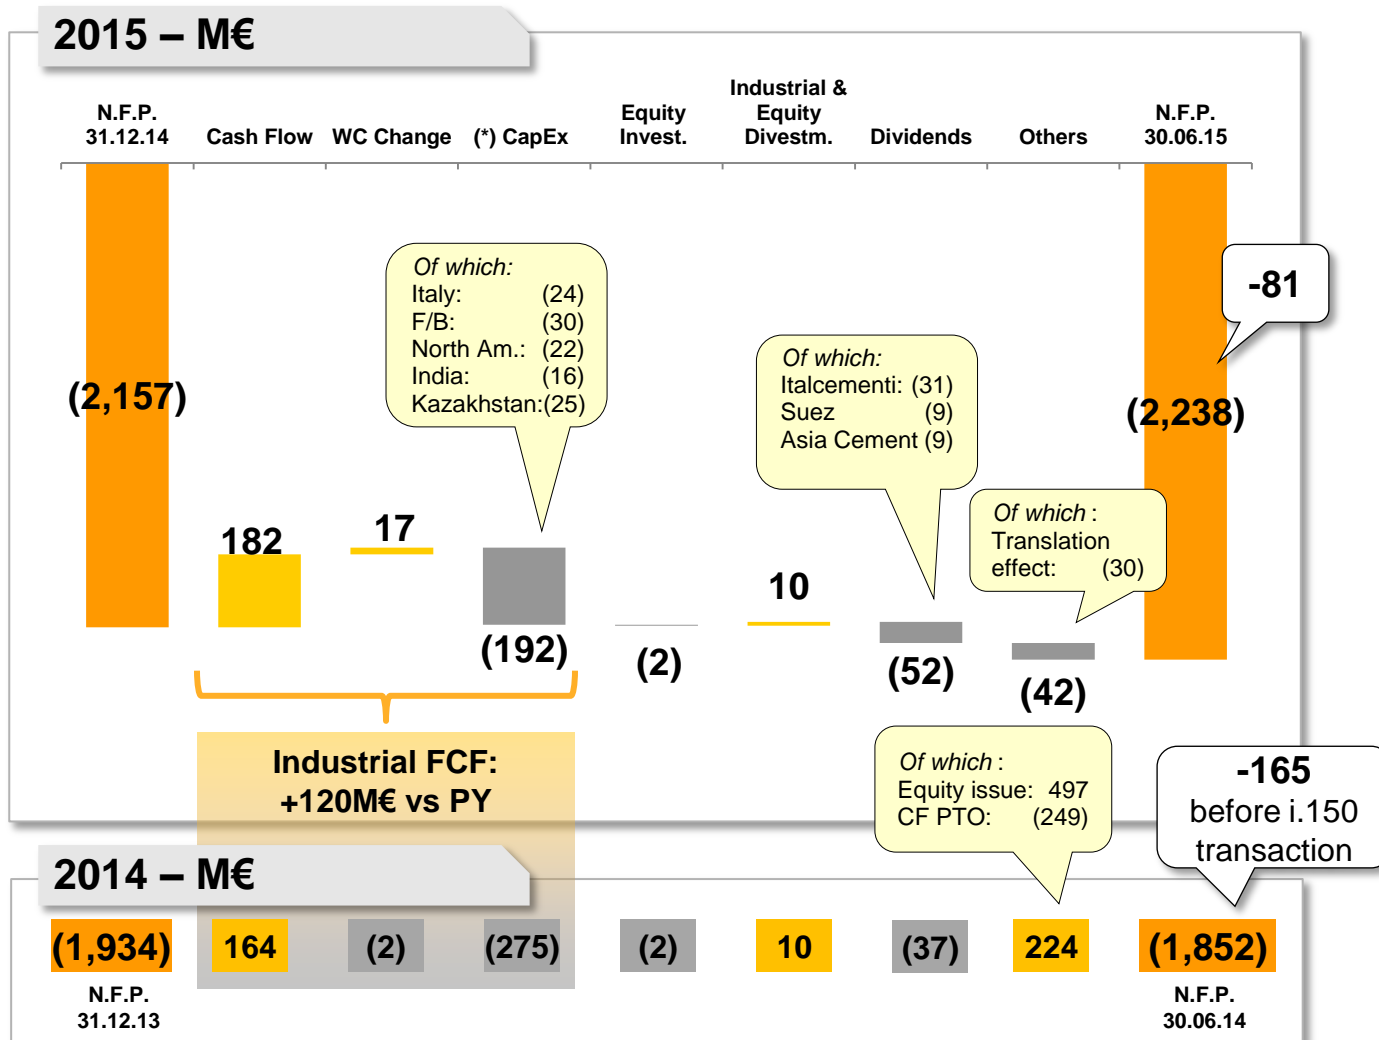 2015 – M€
N.F.P.
31.12.14
Cash Flow
WC Change
(*) CapEx
Equity
Invest.
Industrial &
Equity
Divestm.
Dividends
Others
N.F.P.
30.06.15
Of which:
Italy: (24)
F/B: (30)
North Am.: (22)
India: (16)
Kazakhstan:(25)
-81
Of which:
Italcementi: (31)
Suez (9)
Asia Cement (9)
(2,157)
(2,238)
Of which :
Translation
effect: (30)
182
17
(192)
(2)
10
(52)
(42)
Industrial FCF:
+120M€ vs PY
Of which :
Equity issue: 497
CF PTO: (249)
-165
before i.150
transaction
2014 – M€
(1,934)
164
(2)
(275)
(2)
10
(37)
224
(1,852)
N.F.P.
31.12.13
N.F.P.
30.06.14